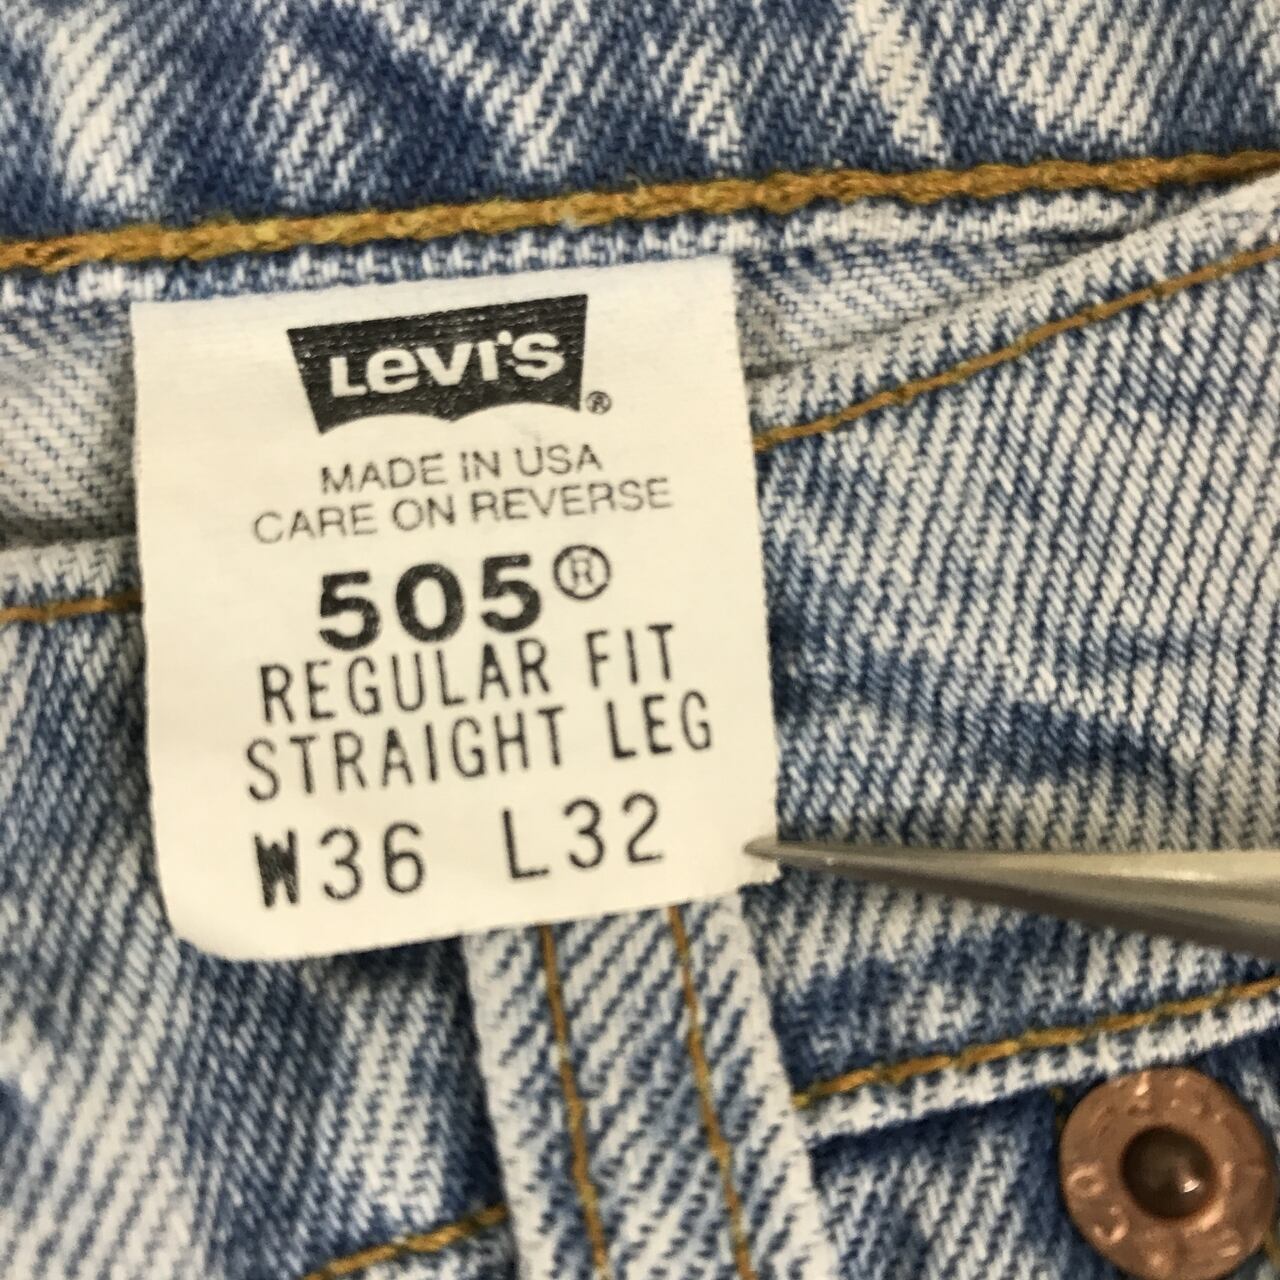 LEVI'S®
MADE IN USA
CARE ON REVERSE
505®
REGULAR FIT
STRAIGHT LEG
W36 L32